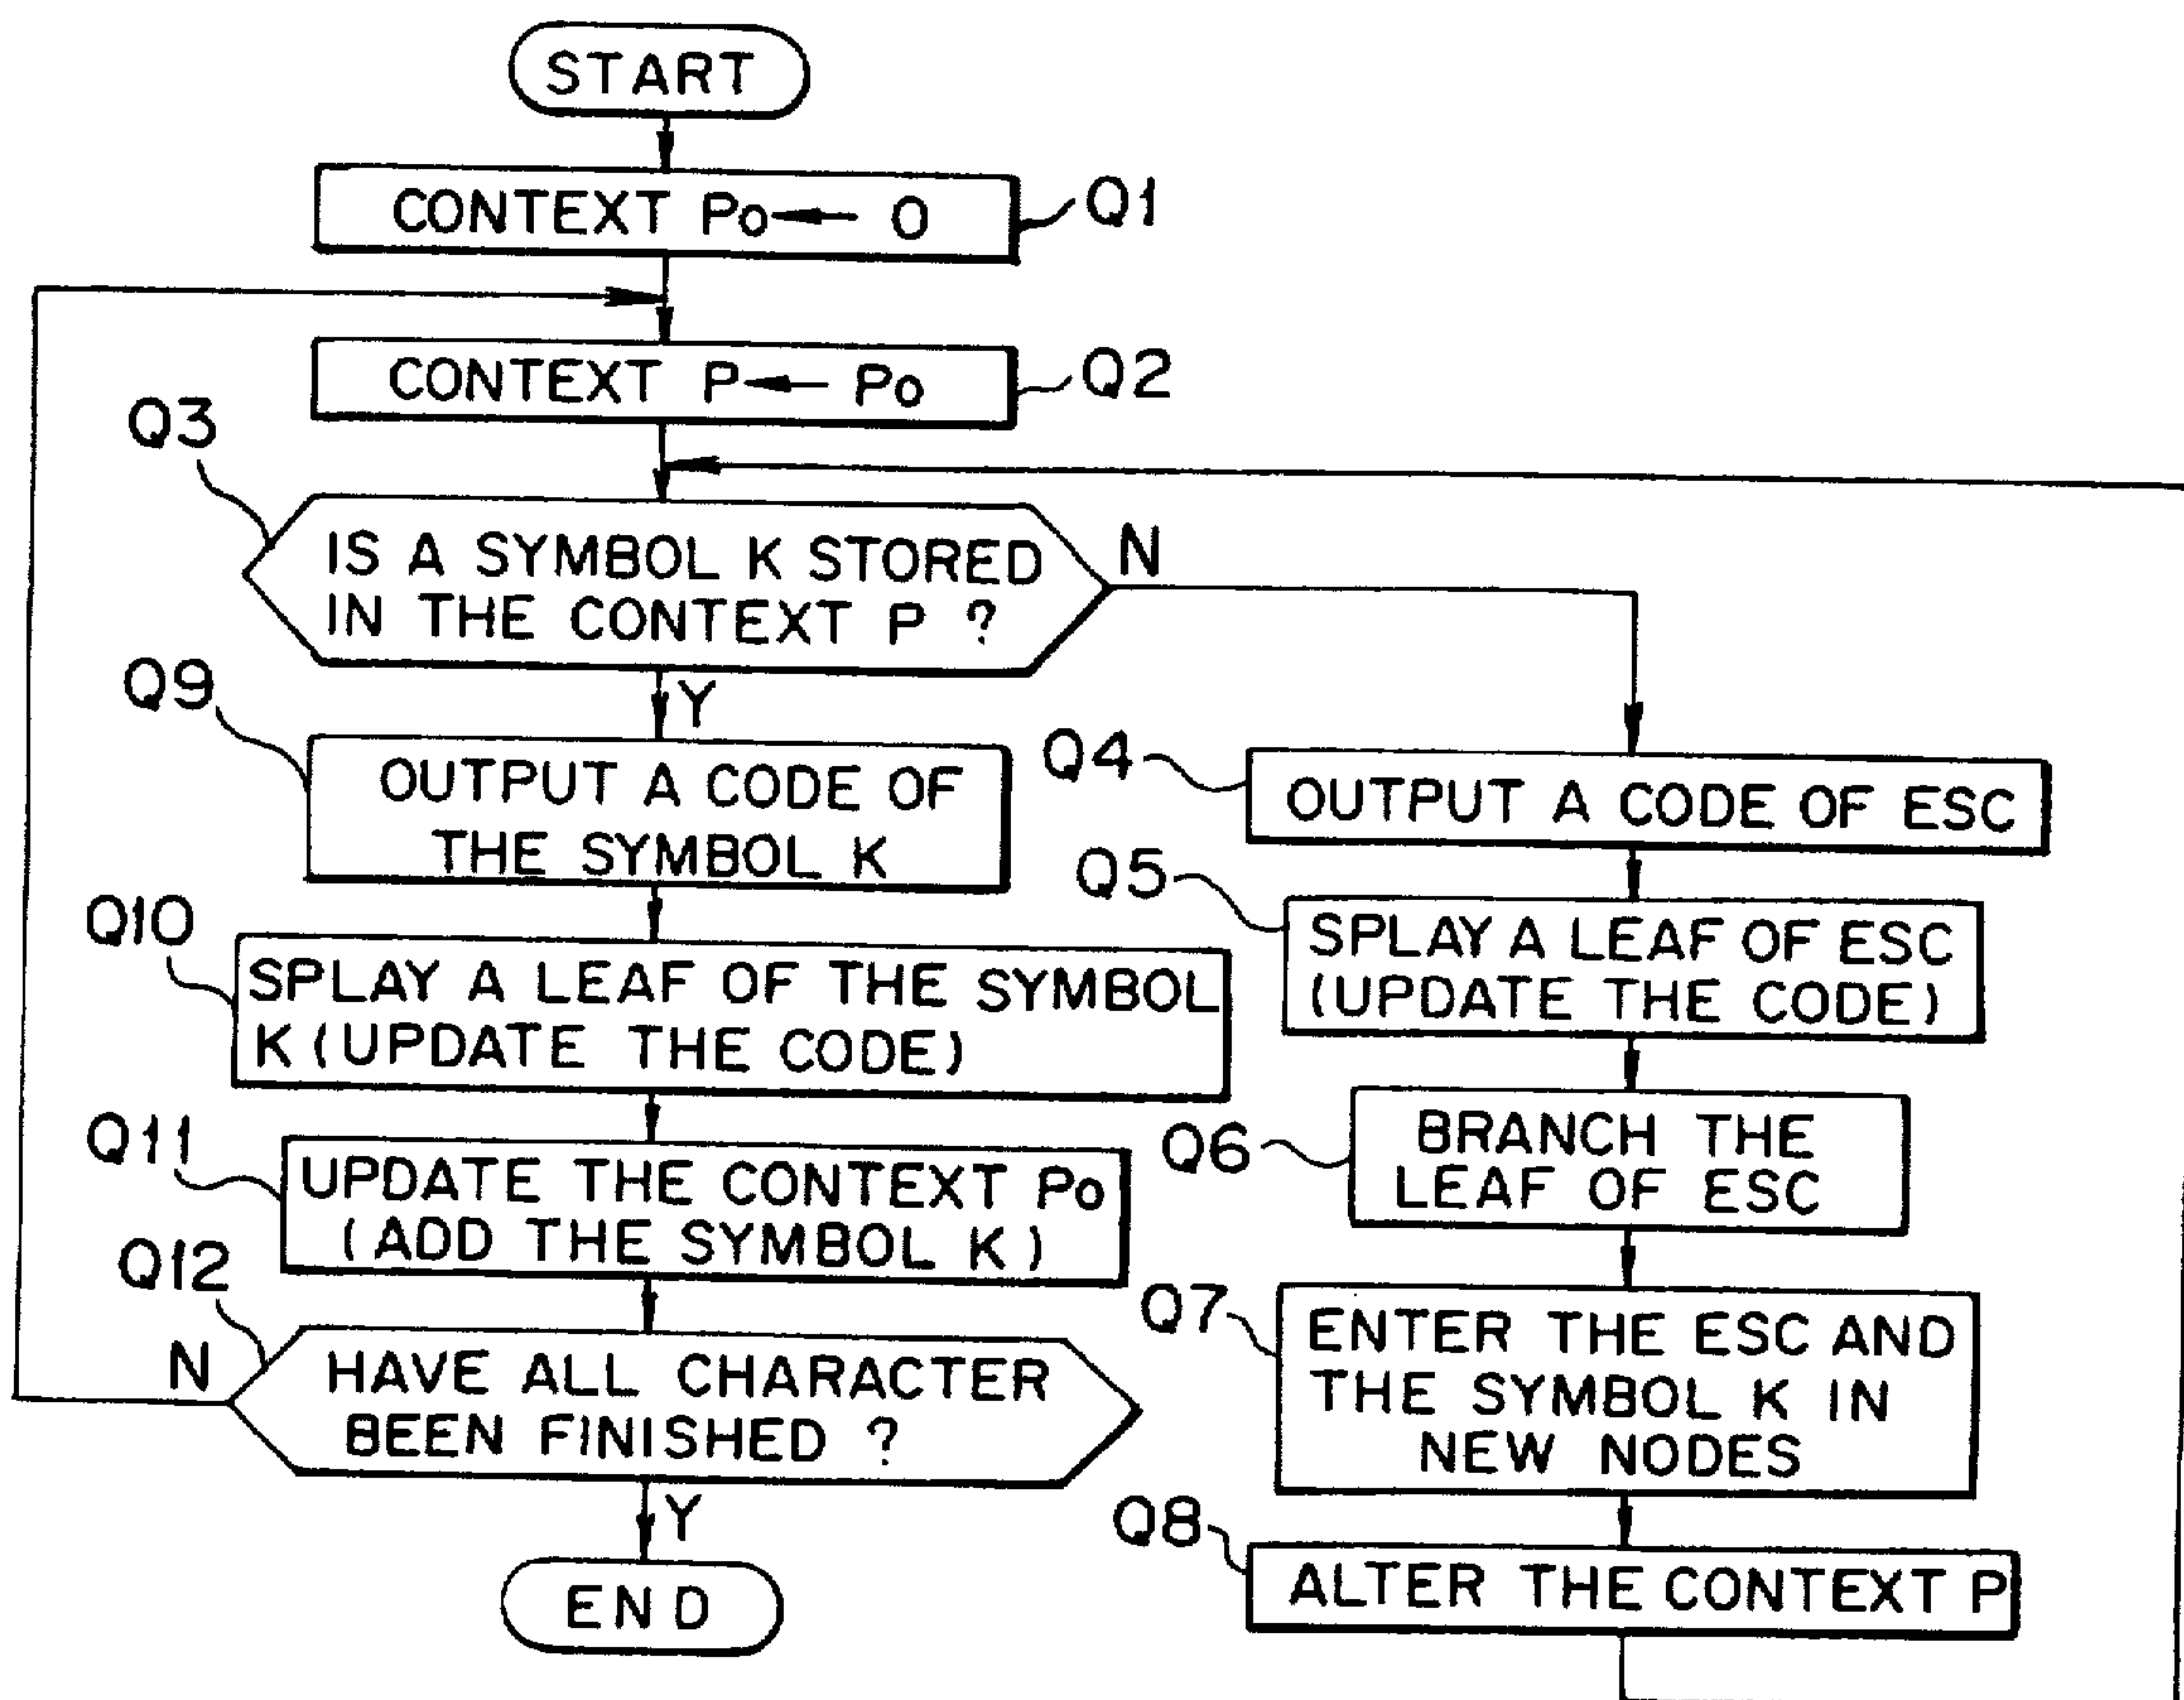 START
CONTEXT Po ← 0
Q1
CONTEXT P ← Po
Q2
Q3
IS A SYMBOL K STORED
IN THE CONTEXT P ?
N
Y
Q9
OUTPUT A CODE OF
THE SYMBOL K
Q4
OUTPUT A CODE OF ESC
Q5
SPLAY A LEAF OF ESC
(UPDATE THE CODE)
Q10
SPLAY A LEAF OF THE SYMBOL
K (UPDATE THE CODE)
Q6
BRANCH THE
LEAF OF ESC
Q11
UPDATE THE CONTEXT Po
(ADD THE SYMBOL K)
Q7
ENTER THE ESC AND
THE SYMBOL K IN
NEW NODES
Q12
N
HAVE ALL CHARACTER
BEEN FINISHED ?
Y
Q8
ALTER THE CONTEXT P
END